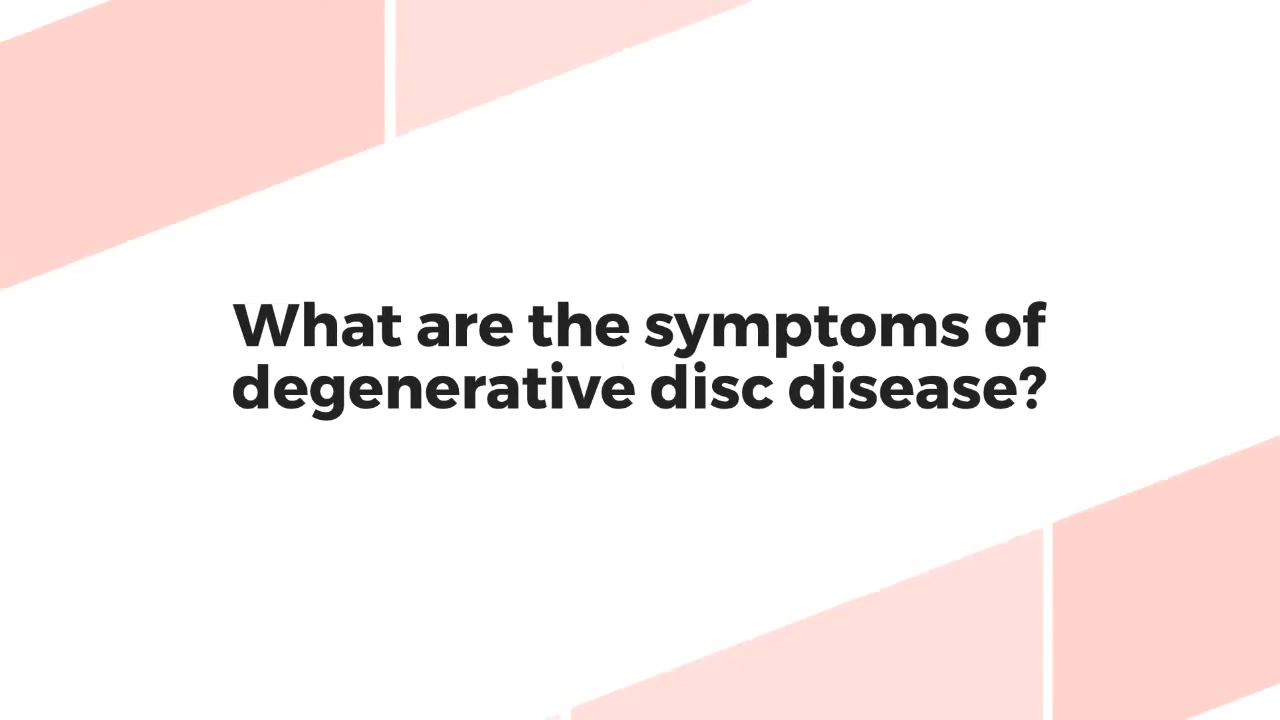 What are the symptoms of
degenerative disc disease?